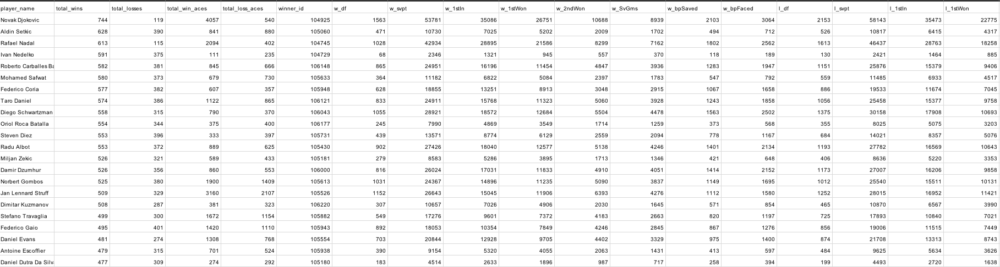 player_name total_wins total_losses total_win_aces total_loss_aces winner_id w_df w_svpt w_1stIn w_1stWon w_2ndWon w_SvGms w_bpSaved w_bpFaced l_df l_svpt l_1stIn l_1stWon
Novak Djokovic 744 119 4057 540 104925 1563 53781 35086 26751 10688 8939 2103 3064 2153 58143 35473 22775
Aldin Setkic 628 390 841 880 105060 471 10730 7025 5202 2009 1702 494 712 526 10817 6415 4317
Rafael Nadal 613 115 2094 402 104745 1028 42934 28895 21586 8299 7162 1802 2562 1613 46437 28763 18258
Ivan Nedelko 591 375 111 235 104729 68 2346 1321 945 557 370 118 189 130 2421 1464 885
Roberto Carballes Ba 582 381 845 666 106148 865 24951 16196 11454 4847 3936 1283 1947 1151 25876 15379 9406
Mohamed Safwat 580 373 679 730 105633 364 11182 6822 5084 2397 1783 547 792 559 11485 6933 4517
Federico Coria 577 382 607 357 105948 628 18855 13251 8913 3048 2915 1067 1658 886 19533 11674 7045
Taro Daniel 574 386 1122 865 106121 833 24911 15768 11323 5060 3928 1243 1858 1056 25458 15377 9758
Diego Schwartzman 558 315 790 370 106043 1055 28921 18572 12684 5504 4478 1563 2502 1375 30158 17908 10693
Oriol Roca Batalla 554 344 375 400 106177 245 7990 4869 3549 1714 1259 373 568 355 8025 5075 3203
Steven Diez 553 396 333 397 105731 439 13571 8774 6129 2559 2094 778 1167 684 14021 8357 5076
Radu Albot 553 372 889 625 105430 902 27426 18040 12577 5138 4246 1401 2134 1193 27782 16569 10643
Miljan Zekic 526 321 589 433 105181 279 8583 5286 3895 1713 1346 421 648 406 8636 5220 3353
Damir Dzumhur 526 356 860 553 106000 816 26024 17031 11833 4910 4051 1414 2152 1173 27007 16206 9858
Norbert Gombos 525 380 1900 1409 105613 1031 24367 14896 11235 5090 3837 1149 1695 1012 25540 15511 10131
Jan Lennard Struff 509 329 3160 2107 105526 1152 26643 15045 11906 6393 4276 1112 1580 1252 28015 16952 11421
Dimitar Kuzmanov 508 287 381 323 106220 307 10657 7026 4906 2030 1645 571 854 465 10870 6567 3990
Stefano Travaglia 499 300 1672 1154 105882 549 17276 9601 7372 4183 2663 820 1197 725 17893 10840 7021
Federico Gaio 495 401 1420 1110 105943 892 18053 10354 7849 4246 2845 867 1276 856 19006 11515 7449
Daniel Evans 481 274 1308 768 105554 703 20844 12928 9705 4402 3329 975 1400 874 21708 13313 8743
Antoine Escoffier 479 315 701 524 105938 390 9154 5320 4055 2063 1431 413 597 484 9625 5634 3626
Daniel Dutra Da Silv 477 309 274 292 105180 183 4514 2633 1896 987 717 258 394 199 4493 2720 1638